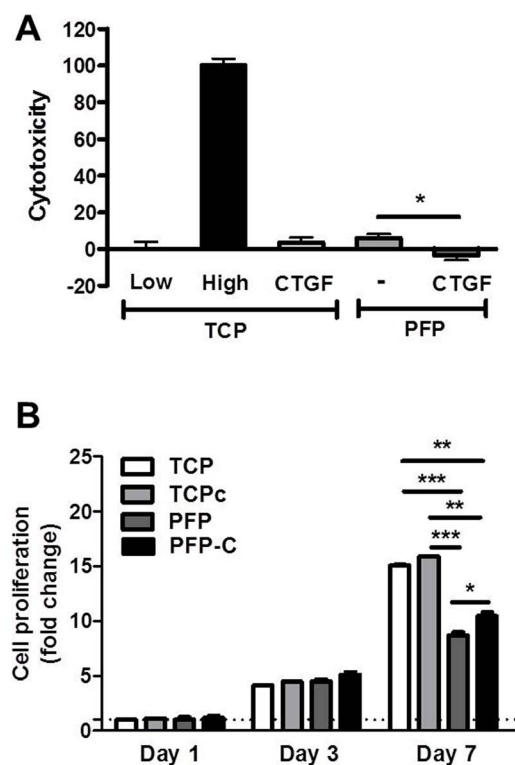 A
Cytotoxicity
120
100
80
60
40
20
0
-20
*
Low High CTGF - CTGF
TCP PFP
B
Cell proliferation
(fold change)
25
20
15
10
5
0
TCP
TCPc
PFP
PFP-C
**
***
**
***
*
Day 1 Day 3 Day 7